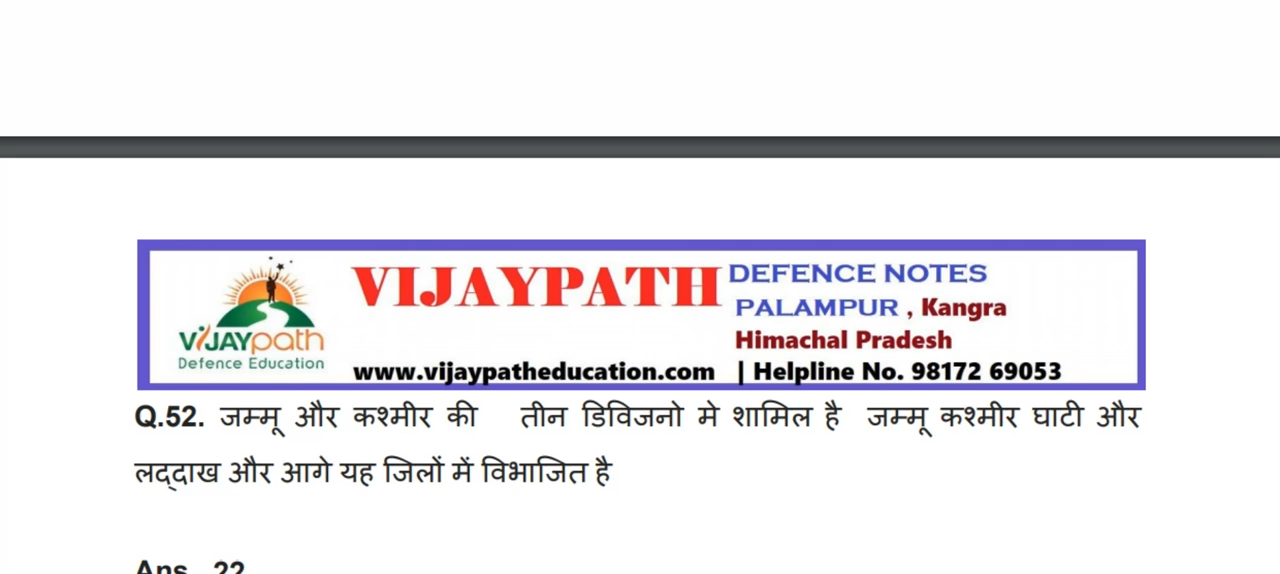 VIJAYPATH DEFENCE NOTES
PALAMPUR , Kangra
Himachal Pradesh
vijAYpath
Defence Education
www.vijaypatheducation.com | Helpline No. 98172 69053
Q.52. जम्मू और कश्मीर की तीन डिविजनो मे शामिल है जम्मू कश्मीर घाटी और
लद्दाख और आगे यह जिलों में विभाजित है
Ans 22